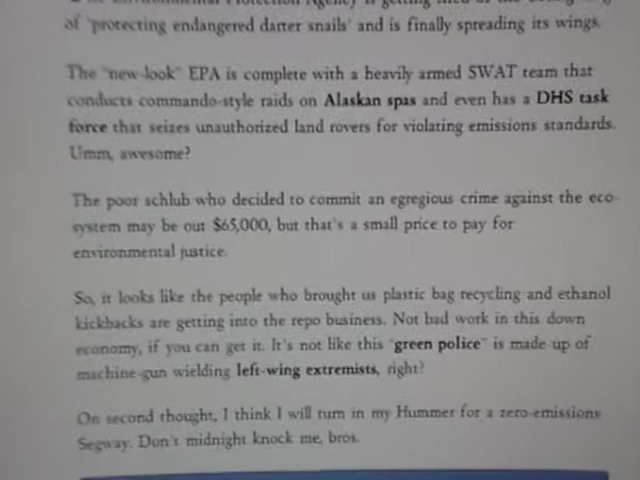 Environmental Protection Agency is getting
of "protecting endangered darter snails" and is finally spreading its wings.
The "new-look" EPA is complete with a heavily armed SWAT team that
conducts commando-style raids on Alaskan spas and even has a DHS task
force that seizes unauthorized land rovers for violating emissions standards.
Umm, awesome?
The poor schlub who decided to commit an egregious crime against the eco-
system may be out $65,000, but that's a small price to pay for
environmental justice.
So, it looks like the people who brought us plastic bag recycling and ethanol
kickbacks are getting into the repo business. Not bad work in this down
economy, if you can get it. It's not like this "green police" is made up of
machine-gun wielding left-wing extremists, right?
On second thought, I think I will turn in my Hummer for a zero-emissions
Segway. Don't midnight knock me, bros.